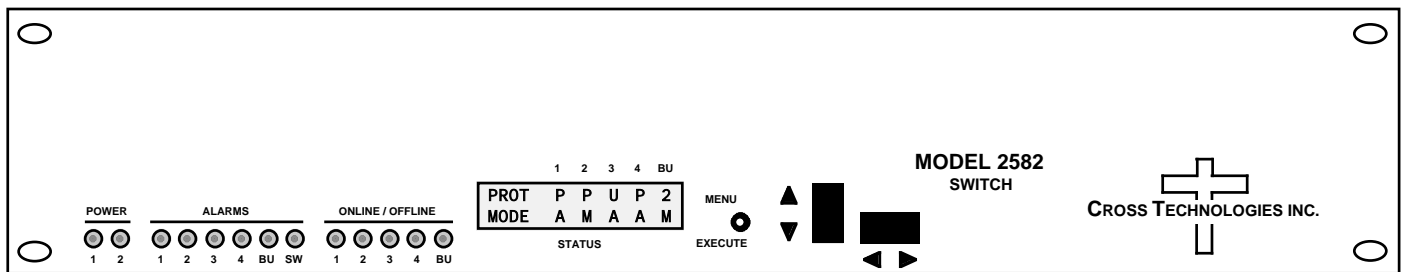 MODEL 2582
SWITCH
CROSS TECHNOLOGIES INC.
1 2 3 4 BU
PROT P P U P 2
MODE A M A A M
STATUS
MENU
EXECUTE
POWER
1 2
ALARMS
1 2 3 4 BU SW
ONLINE / OFFLINE
1 2 3 4 BU